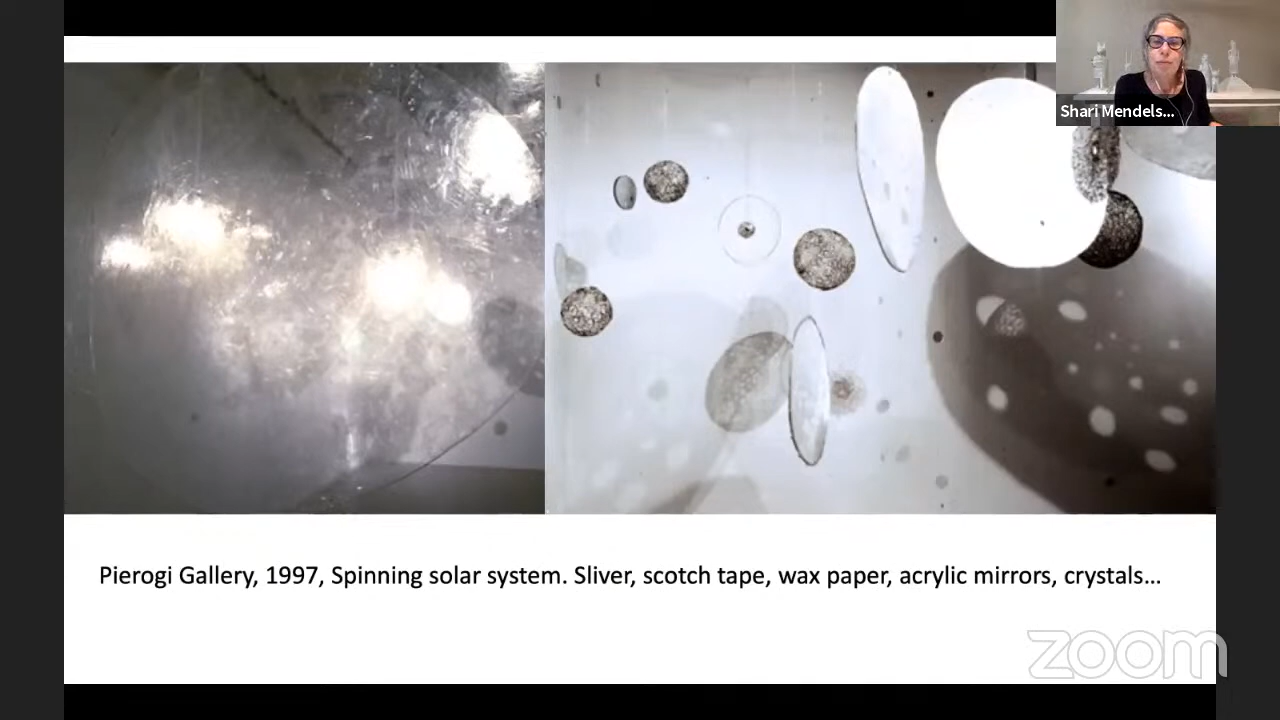 Shari Mendels...
Pierogi Gallery, 1997, Spinning solar system. Sliver, scotch tape, wax paper, acrylic mirrors, crystals...
zoom